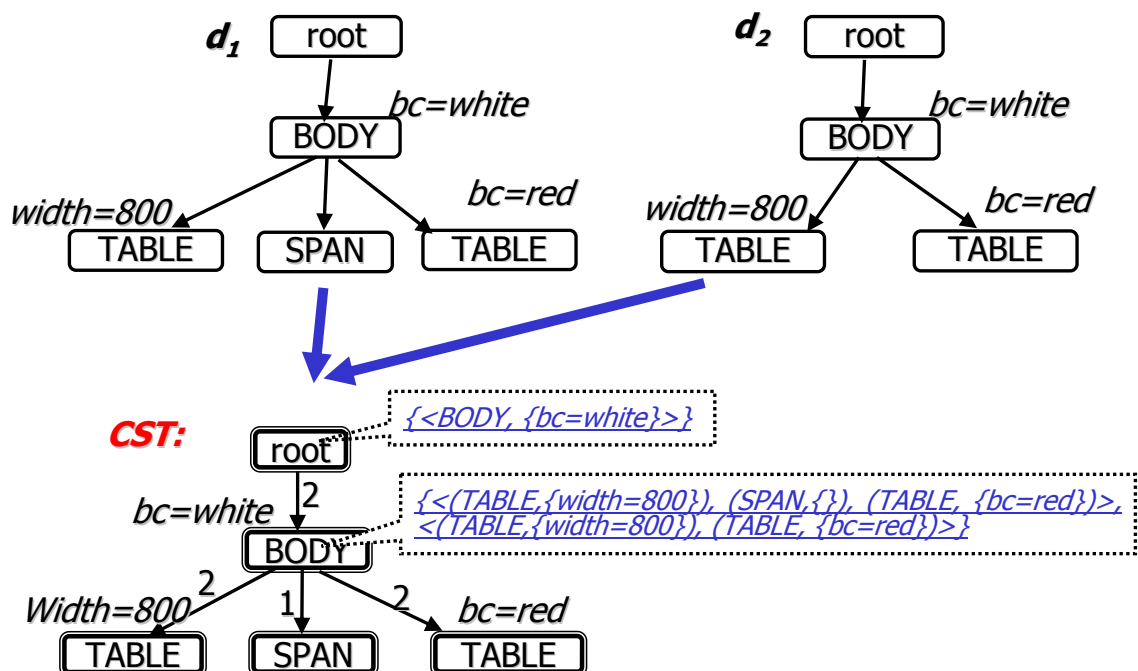 d1
root
bc=white
BODY
width=800
bc=red
TABLE
SPAN
TABLE
d2
root
bc=white
BODY
width=800
bc=red
TABLE
TABLE
CST:
{<BODY, {bc=white}>}
root
2
bc=white
{<(TABLE,{width=800}), (SPAN,{}), (TABLE, {bc=red})>,
<(TABLE,{width=800}), (TABLE, {bc=red})>}
BODY
2
1
2
Width=800
bc=red
TABLE
SPAN
TABLE